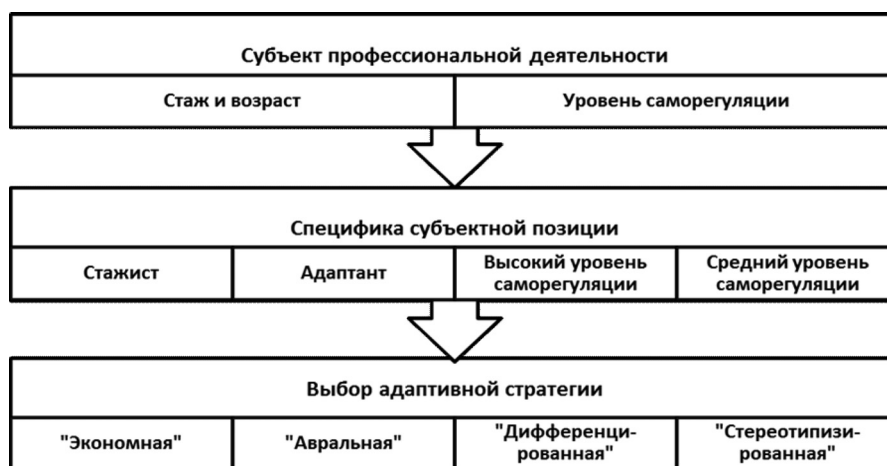 Субъект профессиональной деятельности
Стаж и возраст
Уровень саморегуляции
Специфика субъектной позиции
Стажист
Адаптант
Высокий уровень
саморегуляции
Средний уровень
саморегуляции
Выбор адаптивной стратегии
"Экономная"
"Авральная"
"Дифференци-
рованная"
"Стереотипизи-
рованная"